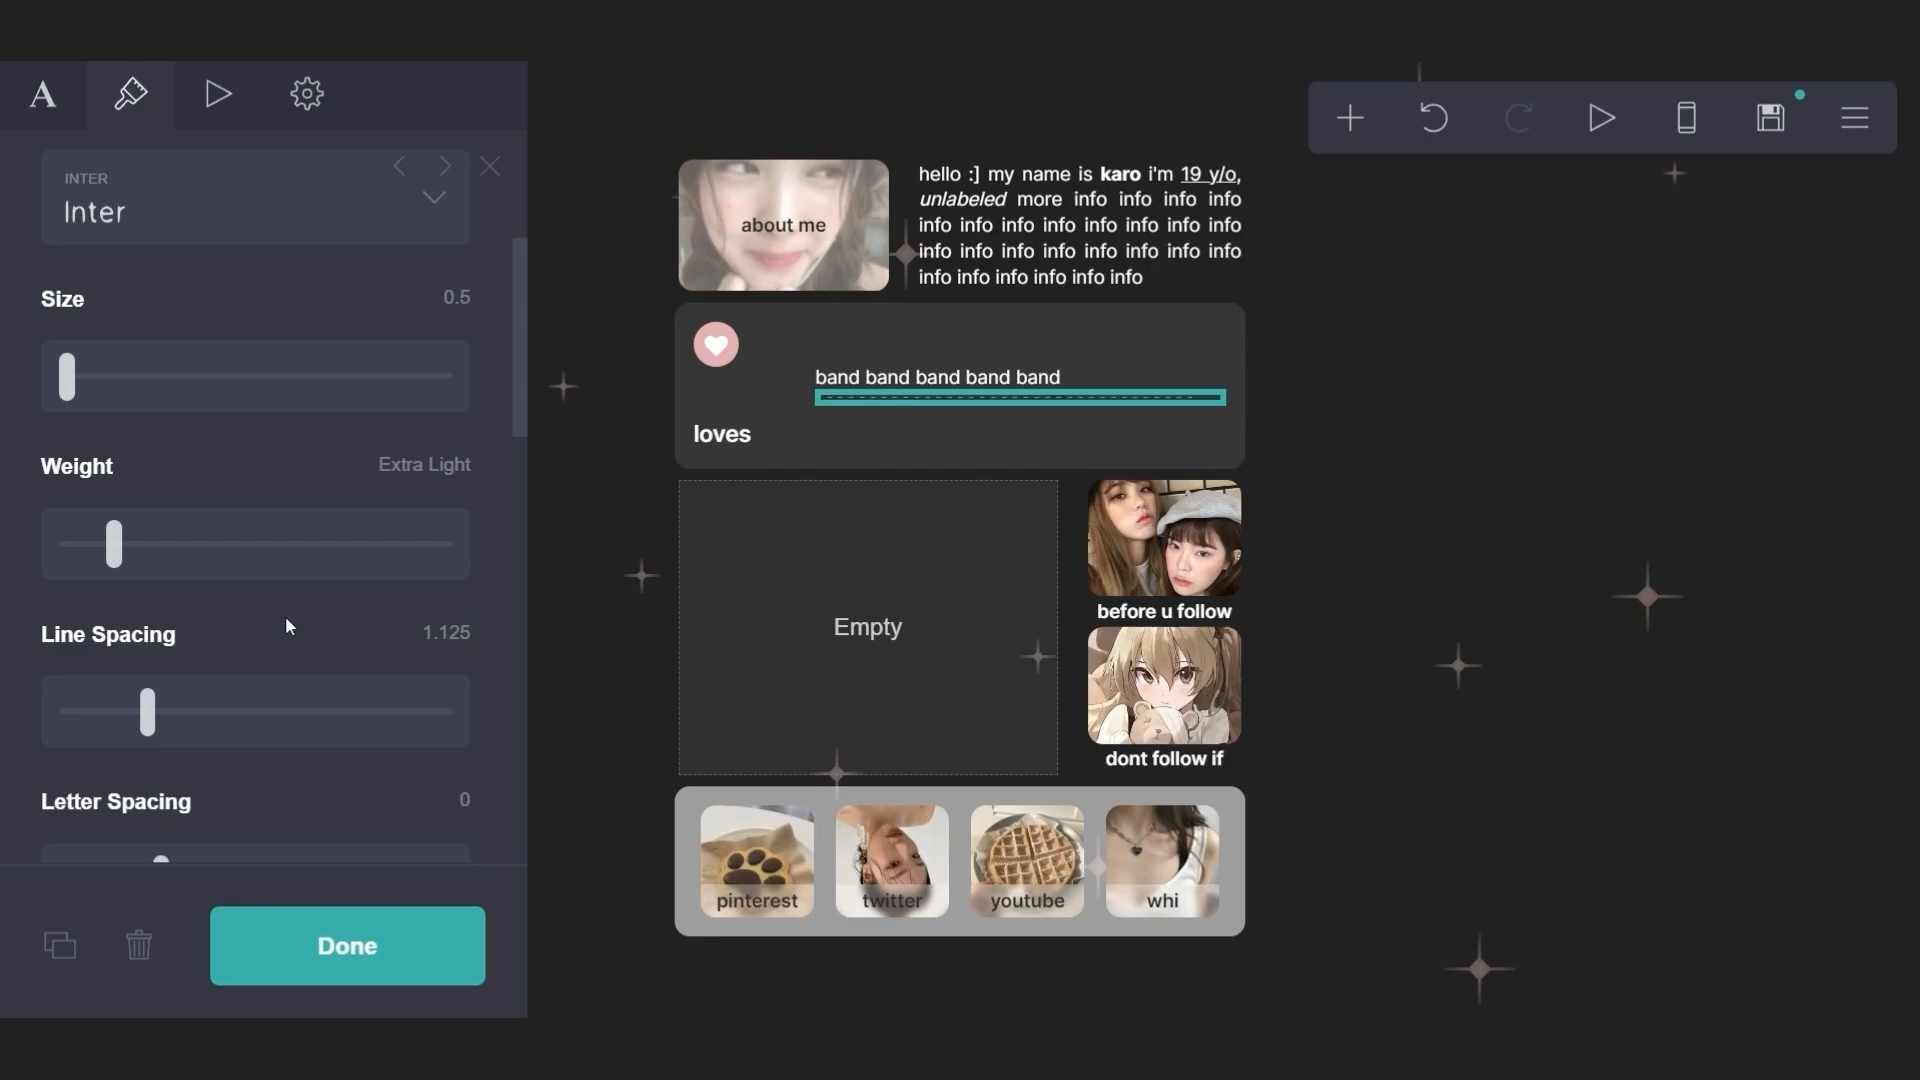 A
INTER
Inter
Size 0.5
Weight Extra Light
Line Spacing 1.125
Letter Spacing 0
Done
about me
hello :] my name is karo i'm 19 y/o,
unlabeled more info info info info
info info info info info info info info
info info info info info info info info
info info info info info info
band band band band band
loves
Empty
before u follow
dont follow if
pinterest
twitter
youtube
whi